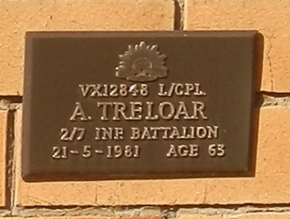 VX12848 L/CPL.
A. TRELOAR
2/7 INF BATTALION
21-5-1981 AGE 63